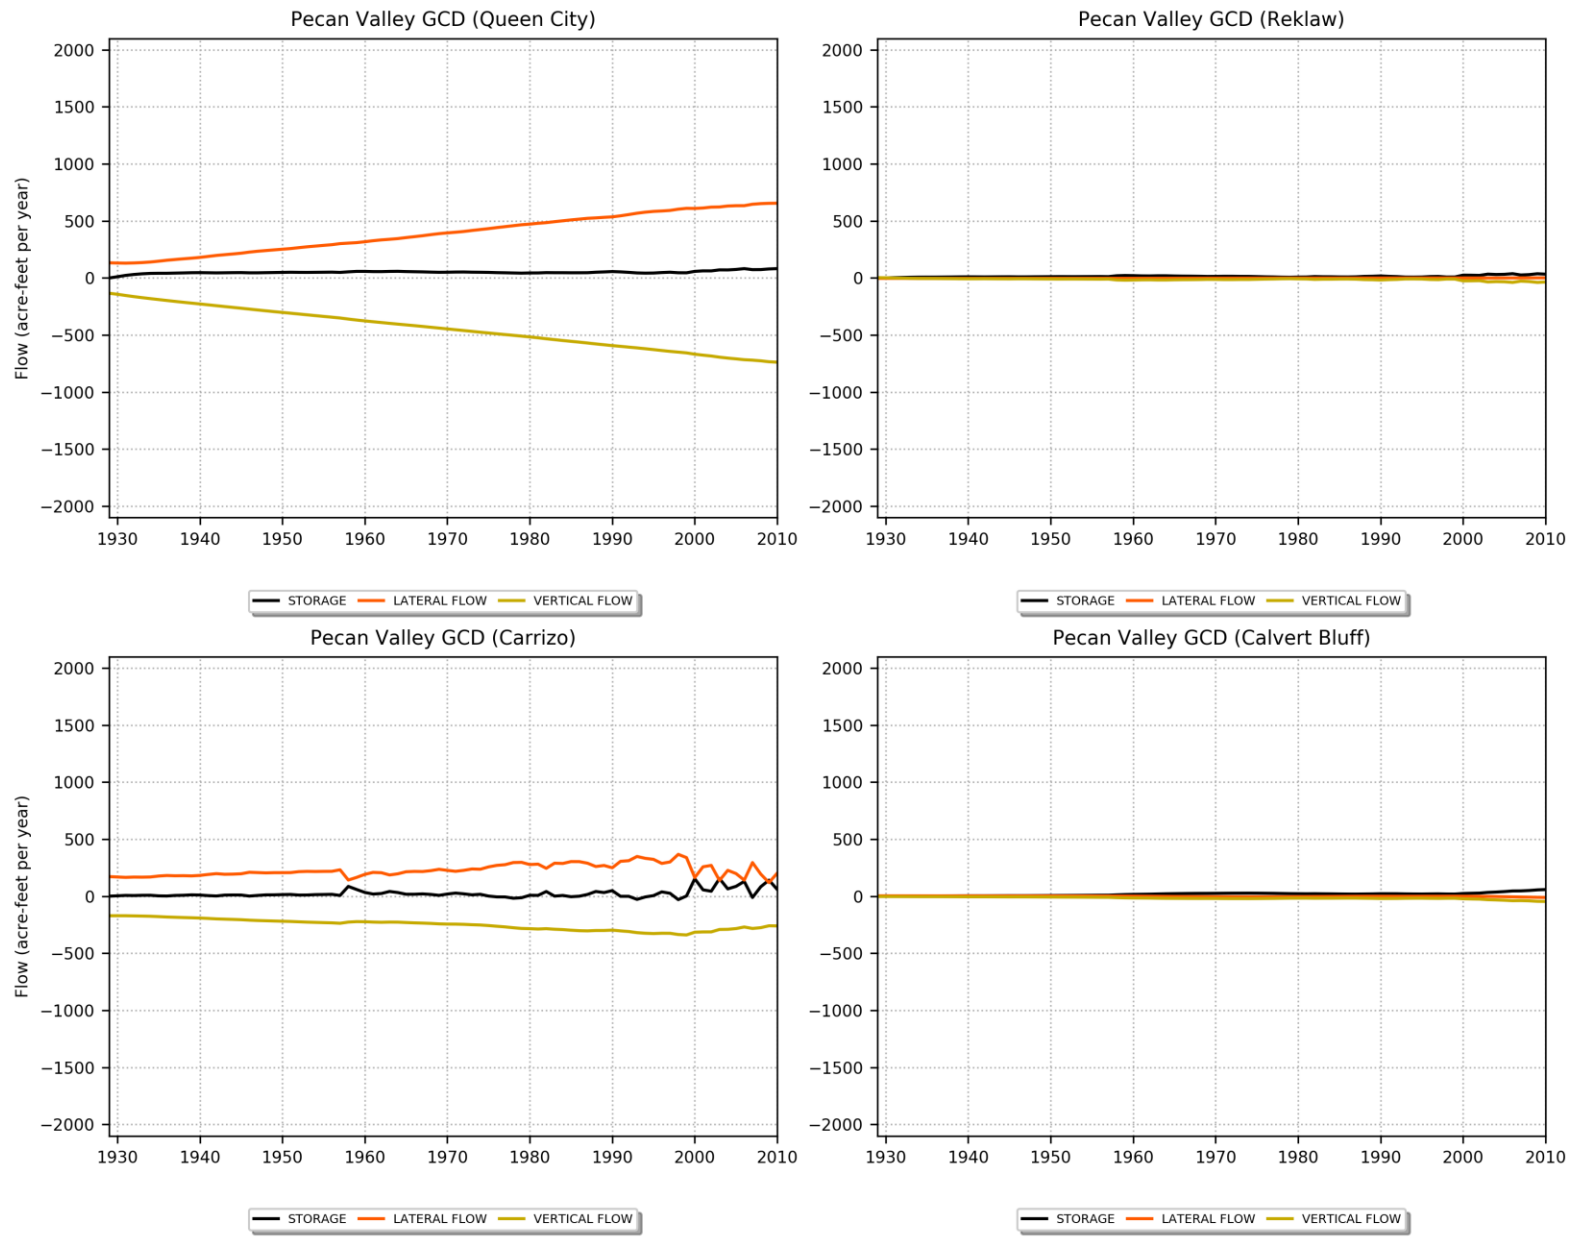 Pecan Valley GCD (Queen City)
Flow (acre-feet per year)
2000
1500
1000
500
0
−500
−1000
−1500
−2000
1930 1940 1950 1960 1970 1980 1990 2000 2010
STORAGE LATERAL FLOW VERTICAL FLOW
Pecan Valley GCD (Reklaw)
2000
1500
1000
500
0
−500
−1000
−1500
−2000
1930 1940 1950 1960 1970 1980 1990 2000 2010
STORAGE LATERAL FLOW VERTICAL FLOW
Pecan Valley GCD (Carrizo)
Flow (acre-feet per year)
2000
1500
1000
500
0
−500
−1000
−1500
−2000
1930 1940 1950 1960 1970 1980 1990 2000 2010
STORAGE LATERAL FLOW VERTICAL FLOW
Pecan Valley GCD (Calvert Bluff)
2000
1500
1000
500
0
−500
−1000
−1500
−2000
1930 1940 1950 1960 1970 1980 1990 2000 2010
STORAGE LATERAL FLOW VERTICAL FLOW